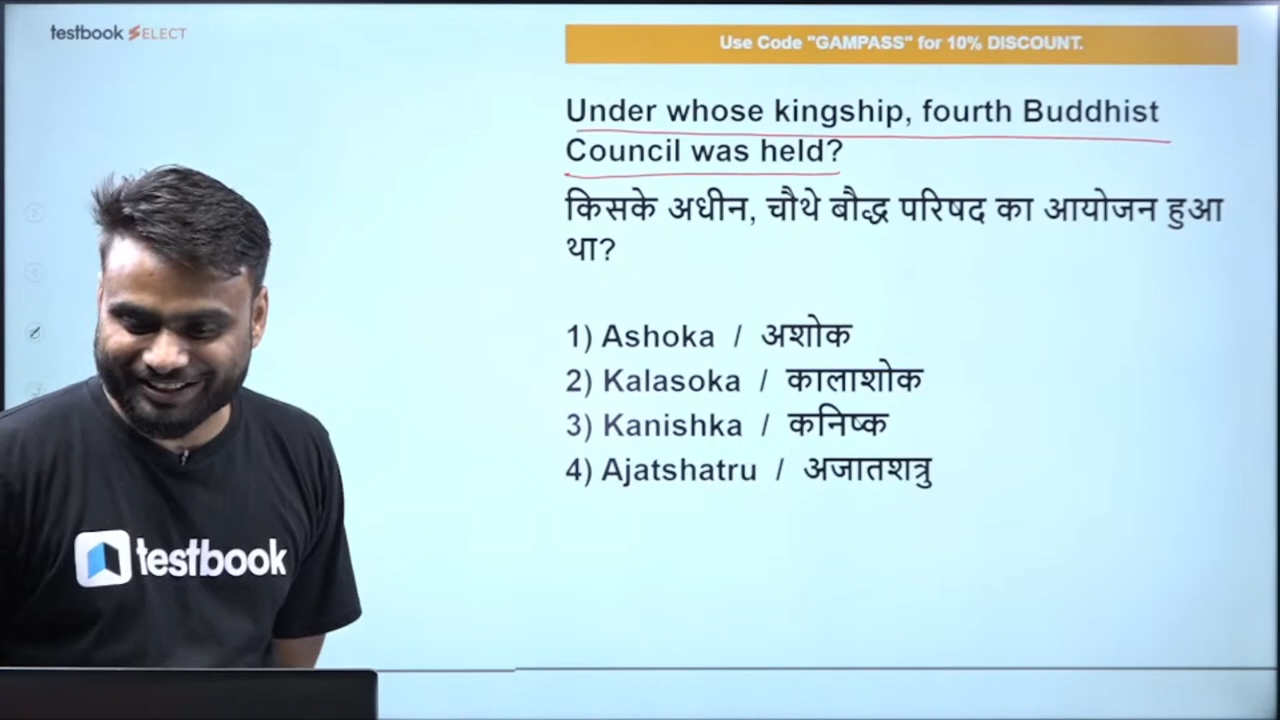 testbook SELECT
Use Code "GAMPASS" for 10% DISCOUNT.
Under whose kingship, fourth Buddhist
Council was held?
किसके अधीन, चौथे बौद्ध परिषद का आयोजन हुआ
था?
1) Ashoka / अशोक
2) Kalasoka / कालाशोक
3) Kanishka / कनिष्क
4) Ajatshatru / अजातशत्रु
testbook